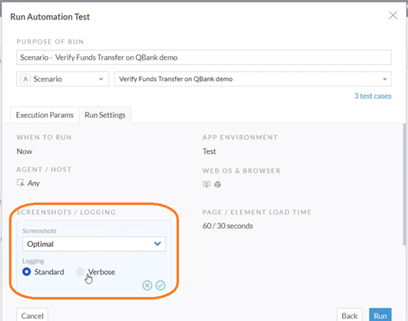 Run Automation Test
PURPOSE OF RUN
Scenario - Verify Funds Transfer on QBank demo
A Scenario
Verify Funds Transfer on QBank demo
3 test cases
Execution Params
Run Settings
WHEN TO RUN
Now
APP ENVIRONMENT
Test
AGENT / HOST
Any
WEB OS & BROWSER
SCREENSHOTS / LOGGING
Screenshots
Optimal
Logging
Standard
Verbose
PAGE / ELEMENT LOAD TIME
60 / 30 seconds
Cancel
Back
Run